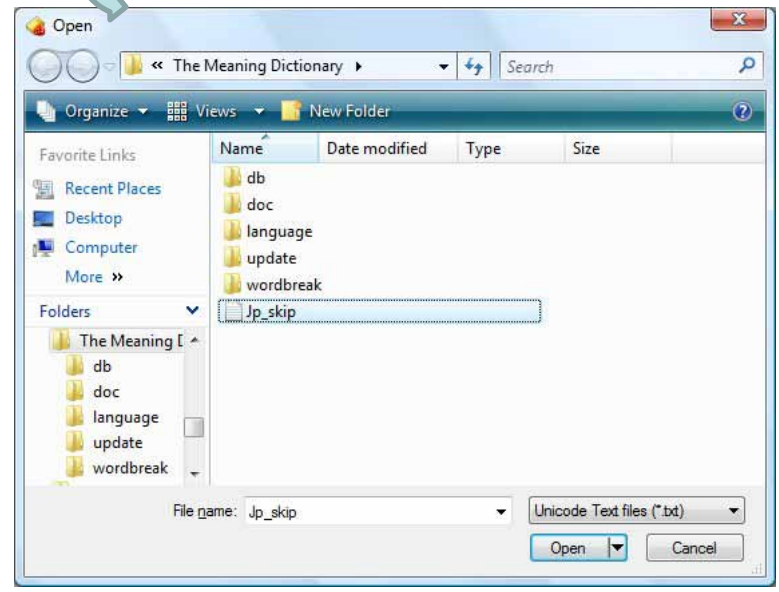 Open
« The Meaning Dictionary
Search
Organize Views New Folder
Favorite Links
Recent Places
Desktop
Computer
More »
Folders
The Meaning D
db
doc
language
update
wordbreak
Name Date modified Type Size
db
doc
language
update
wordbreak
Jp_skip
File name: Jp_skip
Unicode Text files (*.txt)
Open Cancel